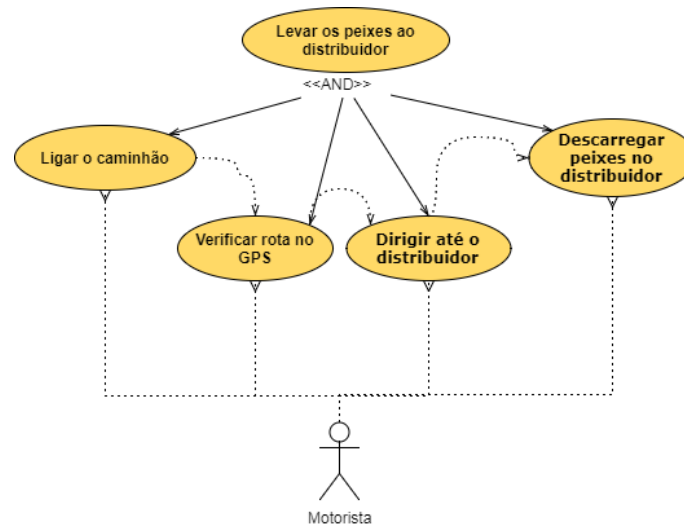 Levar os peixes ao
distribuidor
<<AND>>
Ligar o caminhão
Descarregar
peixes no
distribuidor
Verificar rota no
GPS
Dirigir até o
distribuidor
Motorista